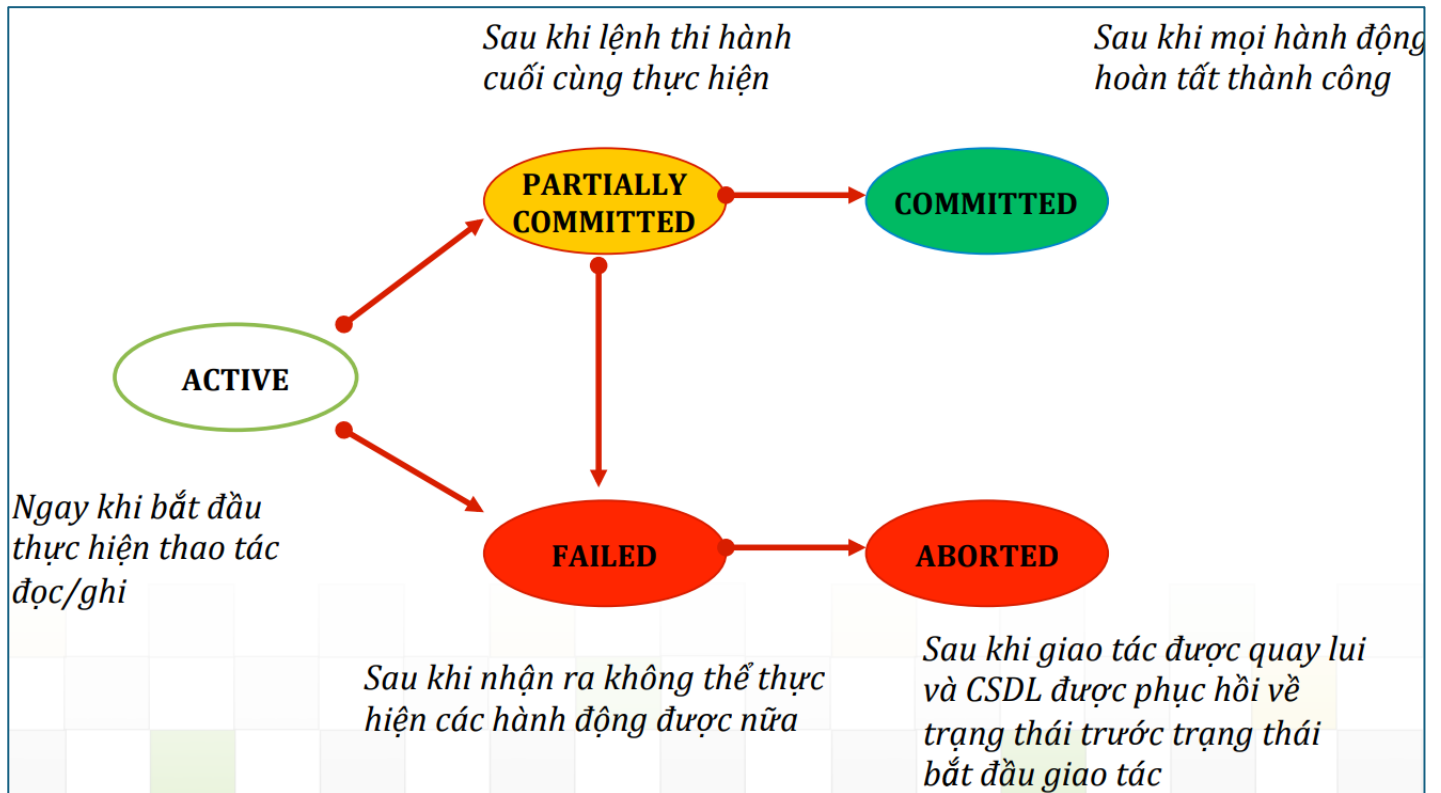 Sau khi lệnh thi hành
cuối cùng thực hiện
Sau khi mọi hành động
hoàn tất thành công
PARTIALLY
COMMITTED
COMMITTED
ACTIVE
Ngay khi bắt đầu
thực hiện thao tác
đọc/ghi
FAILED
ABORTED
Sau khi nhận ra không thể thực
hiện các hành động được nữa
Sau khi giao tác được quay lui
và CSDL được phục hồi về
trạng thái trước trạng thái
bắt đầu giao tác